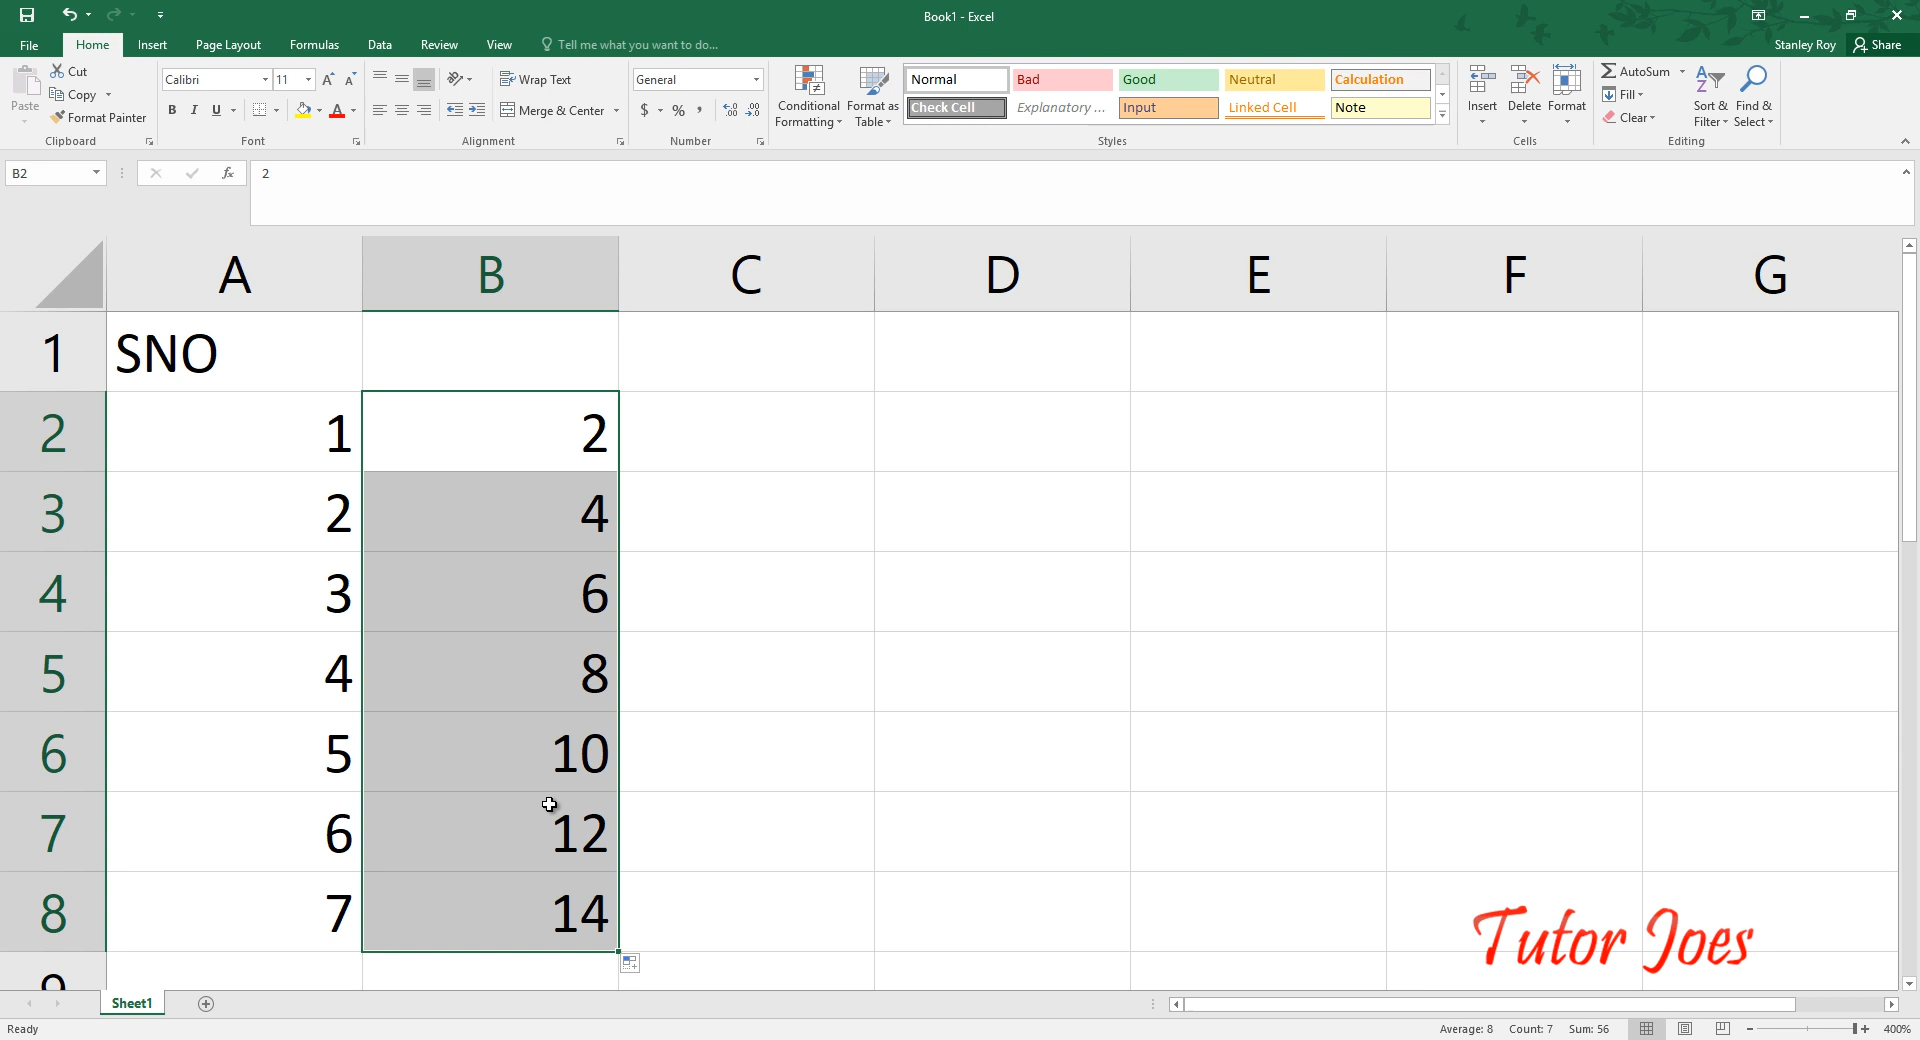 Book1 - Excel
File Home Insert Page Layout Formulas Data Review View Tell me what you want to do... Stanley Roy Share
Paste
Cut
Copy
Format Painter
Clipboard
Calibri 11
B I U
Font
Wrap Text
Merge & Center
Alignment
General
$ % ,
Number
Conditional Formatting
Format as Table
Normal Bad Good Neutral Calculation
Check Cell Explanatory ... Input Linked Cell Note
Styles
Insert Delete Format
Cells
AutoSum
Fill
Clear
Sort & Filter
Find & Select
Editing
B2 fx 2
A B C D E F G
1 SNO
2 1 2
3 2 4
4 3 6
5 4 8
6 5 10
7 6 12
8 7 14
9
Tutor Joes
Sheet1
Ready Average: 8 Count: 7 Sum: 56 400%